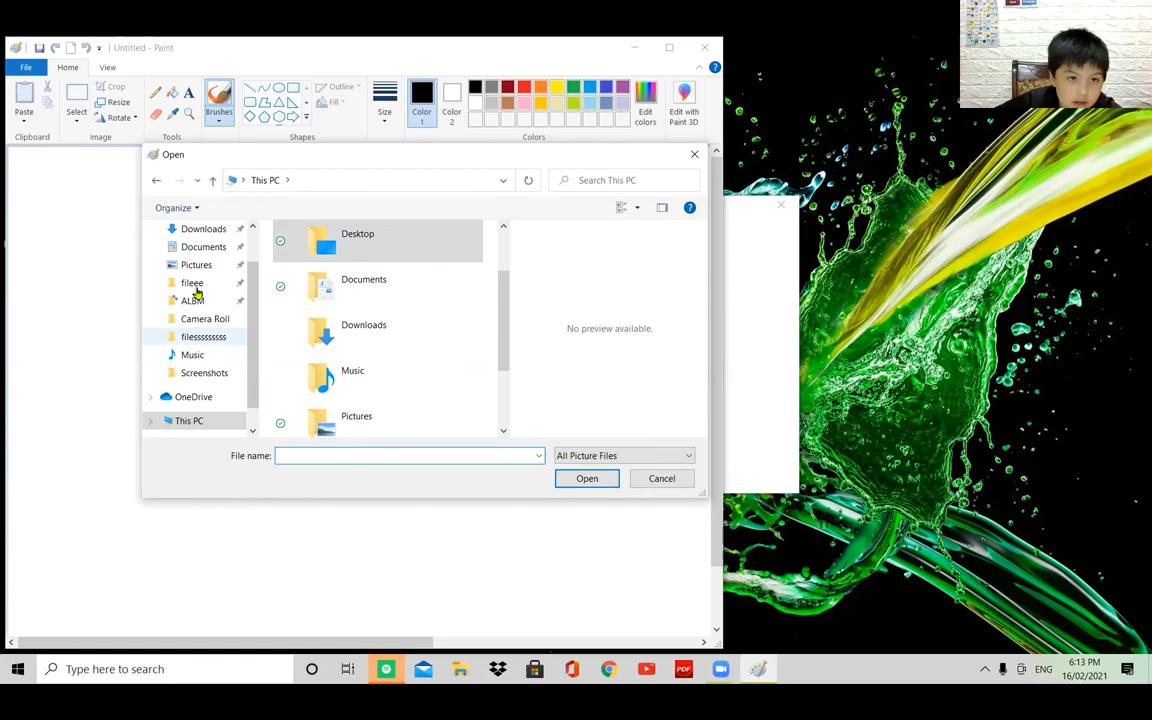 Untitled - Paint
File
Home
View
Paste
Clipboard
Select
Crop
Resize
Rotate
Image
A
Tools
Brushes
Shapes
Outline
Fill
Size
Color 1
Color 2
Colors
Edit colors
Edit with Paint 3D
Open
This PC
Search This PC
Organize
Downloads
Documents
Pictures
fileee
ALBM
Camera Roll
filesssssssss
Music
Screenshots
OneDrive
This PC
Desktop
Documents
Downloads
Music
Pictures
No preview available.
File name:
All Picture Files
Open
Cancel
Type here to search
PDF
ENG
6:13 PM
16/02/2021